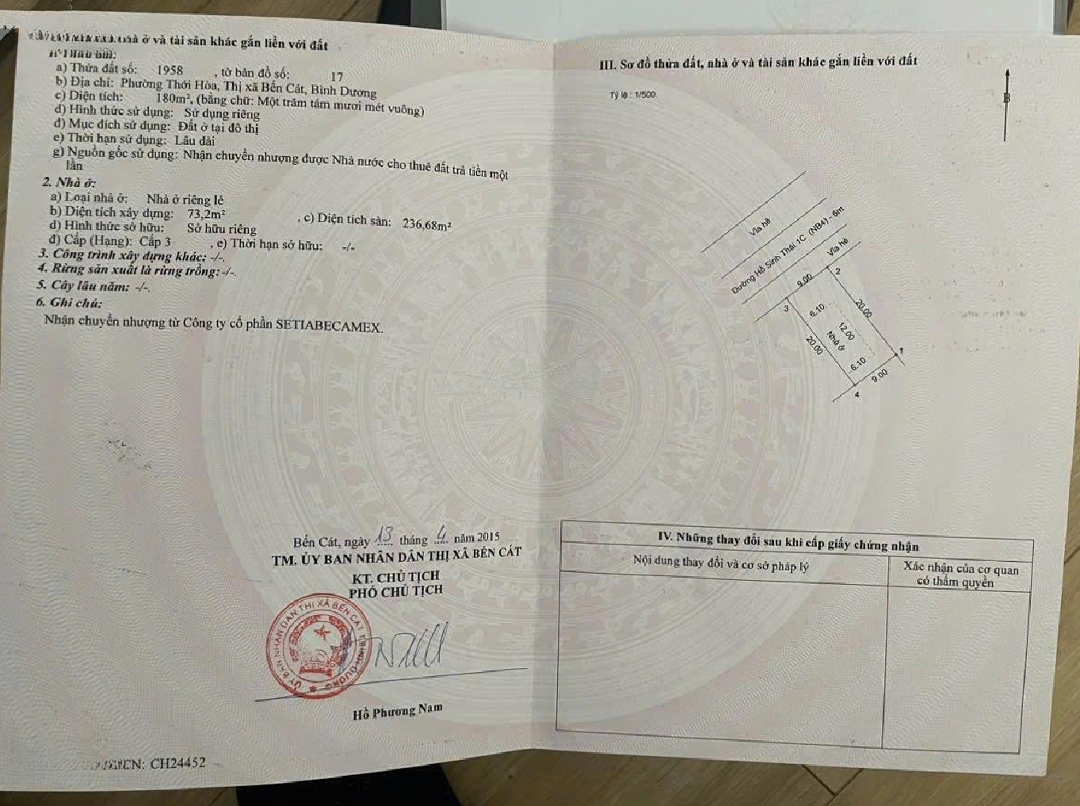 ở và tài sản khác gắn liền với đất
a) Thửa đất số: 1958 , tờ bản đồ số: 17
b) Địa chỉ: Phường Thới Hòa, Thị xã Bến Cát, Bình Dương
c) Diện tích: 180m², (bằng chữ: Một trăm tám mươi mét vuông)
d) Hình thức sử dụng: Sử dụng riêng
đ) Mục đích sử dụng: Đất ở tại đô thị
e) Thời hạn sử dụng: Lâu dài
g) Nguồn gốc sử dụng: Nhận chuyển nhượng được Nhà nước cho thuê đất trả tiền một
lần
2. Nhà ở:
a) Loại nhà ở: Nhà ở riêng lẻ
b) Diện tích xây dựng: 73,2m² , c) Diện tích sàn: 236,68m²
d) Hình thức sở hữu: Sở hữu riêng
đ) Cấp (Hạng): Cấp 3 , e) Thời hạn sở hữu: -/-
3. Công trình xây dựng khác: -/-.
4. Rừng sản xuất là rừng trồng: -/-.
5. Cây lâu năm: -/-.
6. Ghi chú:
Nhận chuyển nhượng từ Công ty cổ phần SETIABECAMEX.
Bến Cát, ngày 13 tháng 4 năm 2015
TM. ỦY BAN NHÂN DÂN THỊ XÃ BẾN CÁT
KT. CHỦ TỊCH
PHÓ CHỦ TỊCH
ỦY BAN NHÂN DÂN THỊ XÃ BẾN CÁT
Hồ Phương Nam
CH24452
III. Sơ đồ thửa đất, nhà ở và tài sản khác gắn liền với đất
Tỷ lệ : 1/500
B
Vỉa hè
Đường Hồ Sinh Thái 1C (NB4) - 6m
Vỉa hè
9.00
2
3
6.10
20.00
12.00
Nhà ở
20.00
6.10
1
9.00
4
IV. Những thay đổi sau khi cấp giấy chứng nhận
Nội dung thay đổi và cơ sở pháp lý
Xác nhận của cơ quan
có thẩm quyền